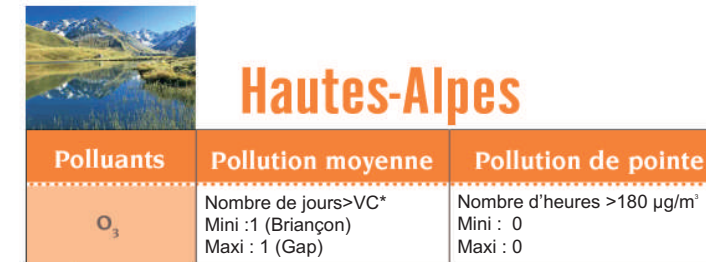 Hautes-Alpes
Polluants Pollution moyenne Pollution de pointe
O₃
Nombre de jours>VC*
Mini :1 (Briançon)
Maxi : 1 (Gap)
Nombre d'heures >180 µg/m³
Mini : 0
Maxi : 0